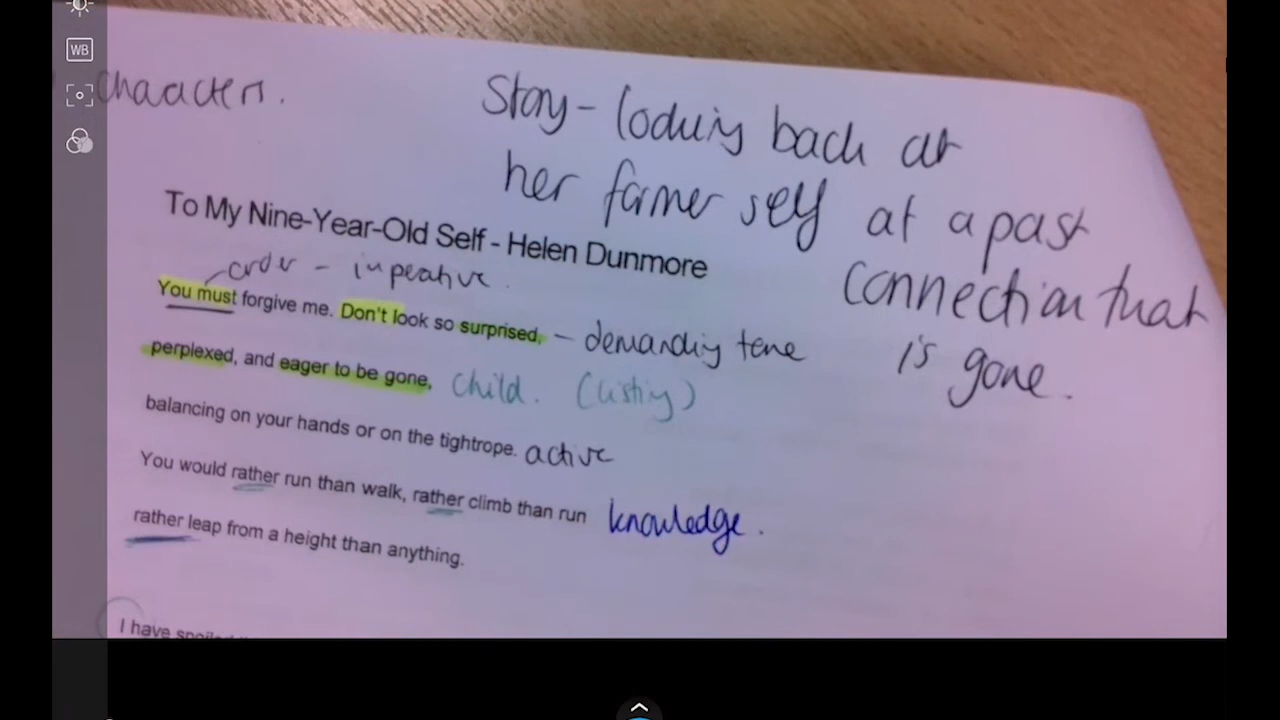 WB
characters.
Story - looking back at
her former self at a past
connection that
is gone.
To My Nine-Year-Old Self - Helen Dunmore
order - imperative.
You must forgive me. Don't look so surprised, - demanding tone
perplexed, and eager to be gone, child. (listing)
balancing on your hands or on the tightrope. active
You would rather run than walk, rather climb than run knowledge.
rather leap from a height than anything.
I have